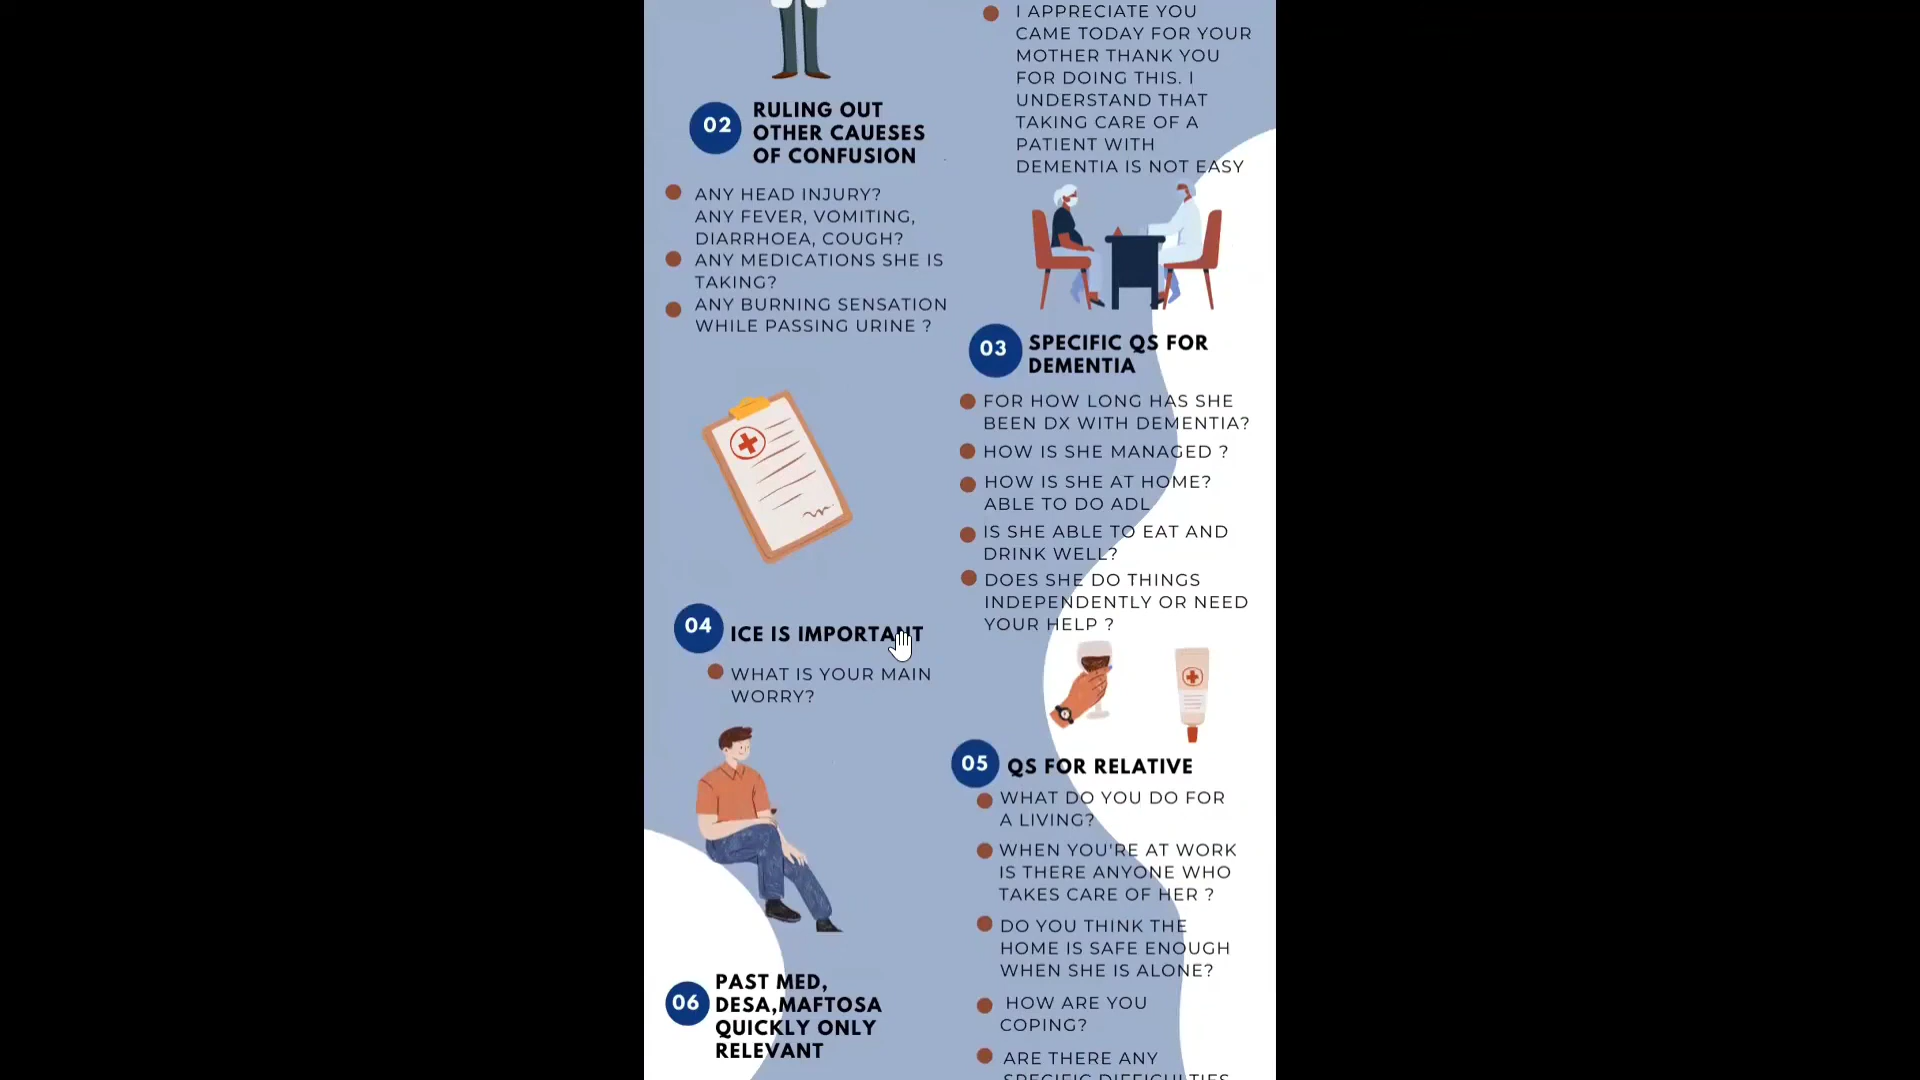 I APPRECIATE YOU
CAME TODAY FOR YOUR
MOTHER THANK YOU
FOR DOING THIS. I
UNDERSTAND THAT
TAKING CARE OF A
PATIENT WITH
DEMENTIA IS NOT EASY
02
RULING OUT
OTHER CAUESES
OF CONFUSION
ANY HEAD INJURY?
ANY FEVER, VOMITING,
DIARRHOEA, COUGH?
ANY MEDICATIONS SHE IS
TAKING?
ANY BURNING SENSATION
WHILE PASSING URINE ?
03
SPECIFIC QS FOR
DEMENTIA
FOR HOW LONG HAS SHE
BEEN DX WITH DEMENTIA?
HOW IS SHE MANAGED ?
HOW IS SHE AT HOME?
ABLE TO DO ADL
IS SHE ABLE TO EAT AND
DRINK WELL?
DOES SHE DO THINGS
INDEPENDENTLY OR NEED
YOUR HELP ?
04
ICE IS IMPORTANT
WHAT IS YOUR MAIN
WORRY?
05
QS FOR RELATIVE
WHAT DO YOU DO FOR
A LIVING?
WHEN YOU'RE AT WORK
IS THERE ANYONE WHO
TAKES CARE OF HER ?
DO YOU THINK THE
HOME IS SAFE ENOUGH
WHEN SHE IS ALONE?
HOW ARE YOU
COPING?
ARE THERE ANY
SPECIFIC DIFFICULTIES
06
PAST MED,
DESA,MAFTOSA
QUICKLY ONLY
RELEVANT